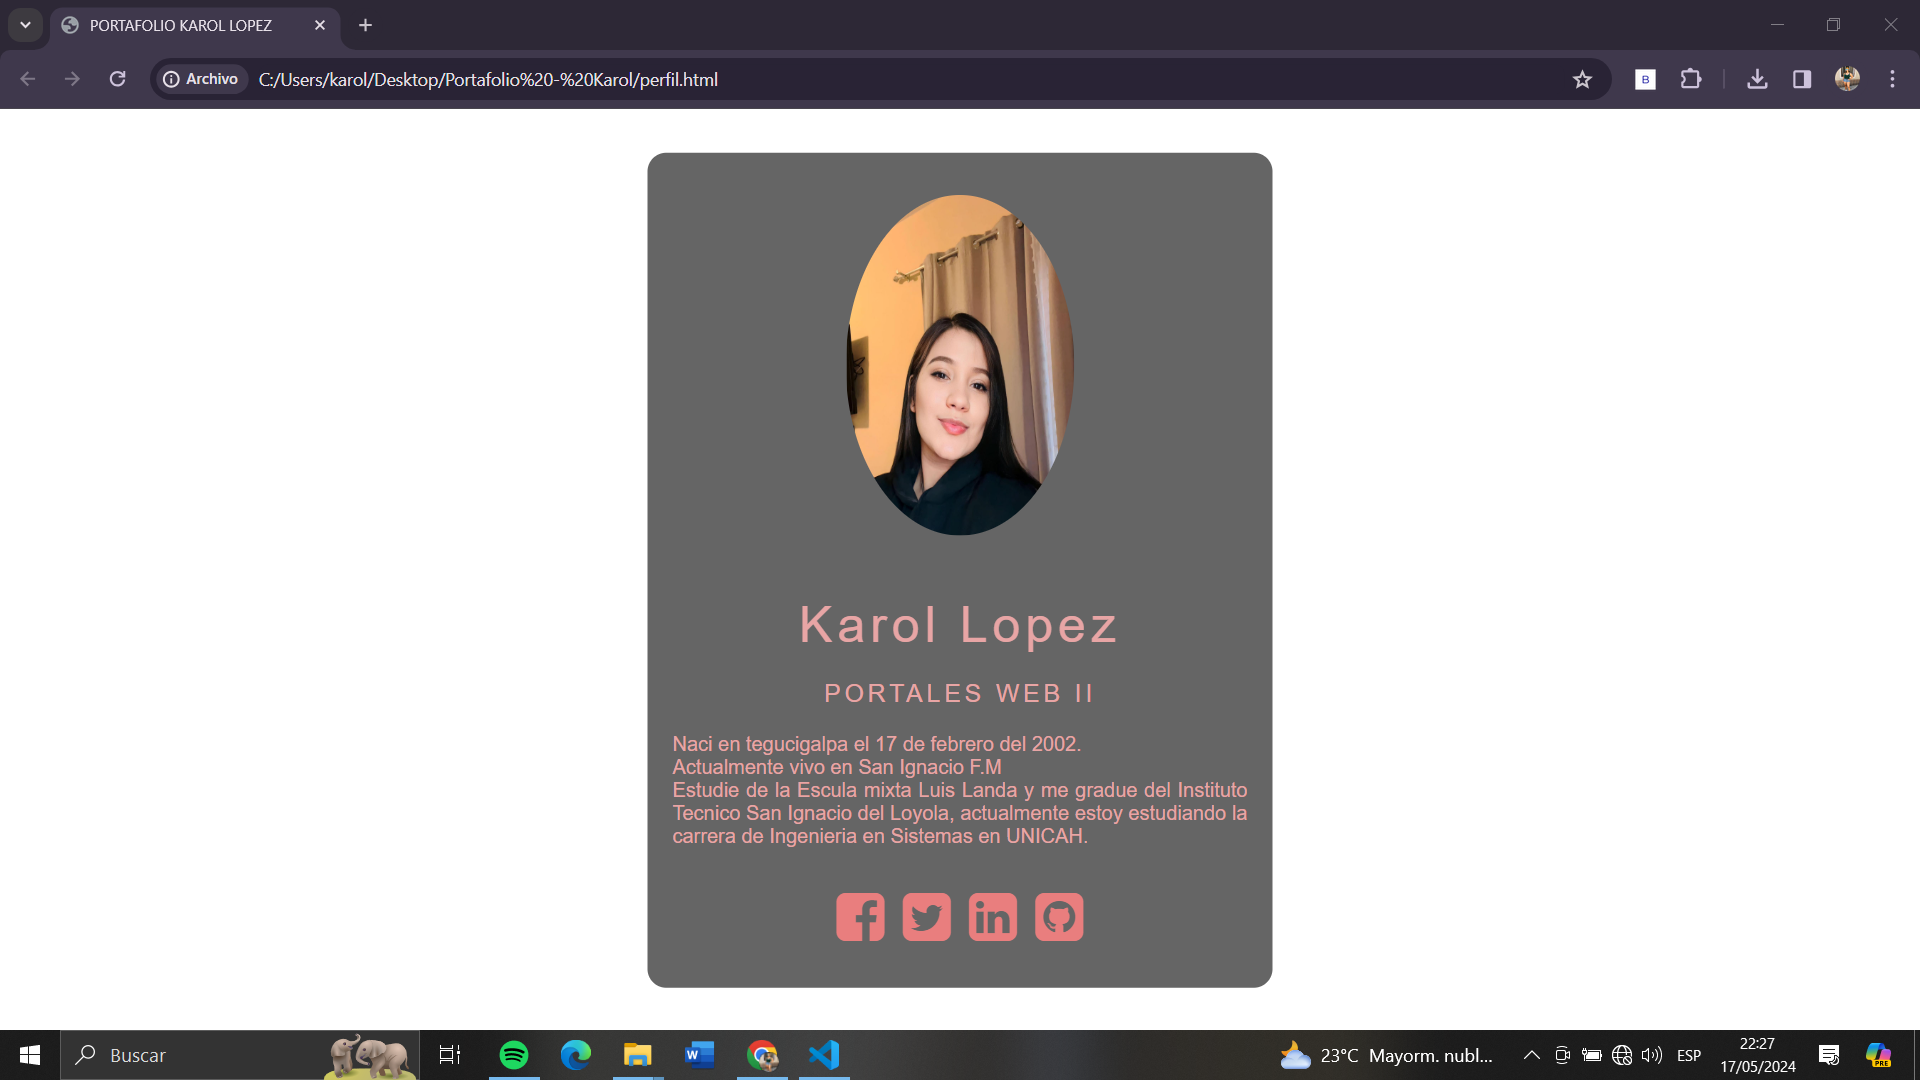 PORTAFOLIO KAROL LOPEZ
Archivo
C:/Users/karol/Desktop/Portafolio%20-%20Karol/perfil.html
B
Karol Lopez
PORTALES WEB II
Naci en tegucigalpa el 17 de febrero del 2002.
Actualmente vivo en San Ignacio F.M
Estudie de la Escula mixta Luis Landa y me gradue del Instituto
Tecnico San Ignacio del Loyola, actualmente estoy estudiando la
carrera de Ingenieria en Sistemas en UNICAH.
in
Buscar
W
23°C Mayorm. nubl...
ESP
22:27
17/05/2024
PRE